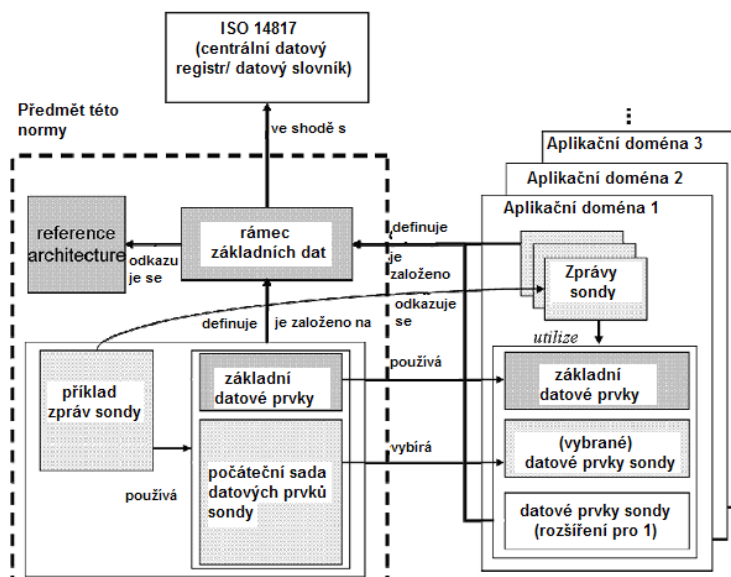 ISO 14817
(centrální datový
registr/ datový slovník)
Předmět této
normy
ve shodě s
Aplikační doména 3
Aplikační doména 2
Aplikační doména 1
reference
architecture
odkazu
je se
rámec
základních dat
definuje
je
založeno
Zprávy
sondy
odkazuje
se
definuje
je založeno na
utilize
příklad
zpráv sondy
základní
datové prvky
používá
základní
datové prvky
počáteční sada
datových prvků
sondy
vybírá
(vybrané)
datové prvky sondy
používá
datové prvky sondy
(rozšíření pro 1)